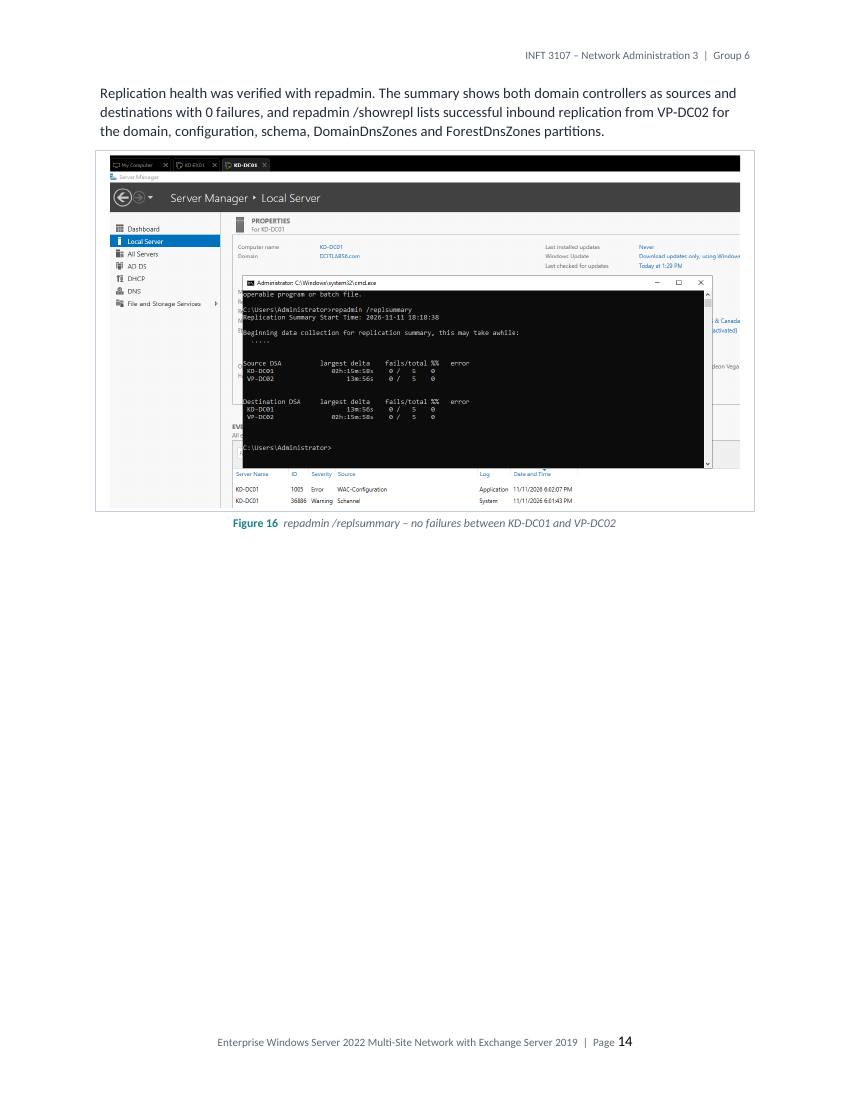 INFT 3107 – Network Administration 3 | Group 6
Replication health was verified with repadmin. The summary shows both domain controllers as sources and
destinations with 0 failures, and repadmin /showrepl lists successful inbound replication from VP-DC02 for
the domain, configuration, schema, DomainDnsZones and ForestDnsZones partitions.
My Computer KD-EX01 KD-DC01
Server Manager
Server Manager • Local Server
Dashboard
Local Server
All Servers
AD DS
DHCP
DNS
File and Storage Services
PROPERTIES
For KD-DC01
Computer name KD-DC01 Last installed updates Never
Domain DCITLAB56.com Windows Update Download updates only, using Windows
Last checked for updates Today at 1:29 PM
Administrator: C:\Windows\system32\cmd.exe
operable program or batch file.
C:\Users\Administrator>repadmin /replsummary
Replication Summary Start Time: 2026-11-11 18:18:38
Beginning data collection for replication summary, this may take awhile:
.....
Source DSA largest delta fails/total %% error
KD-DC01 02h:15m:58s 0 / 5 0
VP-DC02 13m:56s 0 / 5 0
Destination DSA largest delta fails/total %% error
KD-DC01 13m:56s 0 / 5 0
VP-DC02 02h:15m:58s 0 / 5 0
C:\Users\Administrator>
& Canada
Server Name ID Severity Source Log Date and Time
KD-DC01 1005 Error WAC-Configuration Application 11/11/2026 6:02:07 PM
KD-DC01 36886 Warning Schannel System 11/11/2026 6:01:43 PM
Figure 16 repadmin /replsummary – no failures between KD-DC01 and VP-DC02
Enterprise Windows Server 2022 Multi-Site Network with Exchange Server 2019 | Page 14